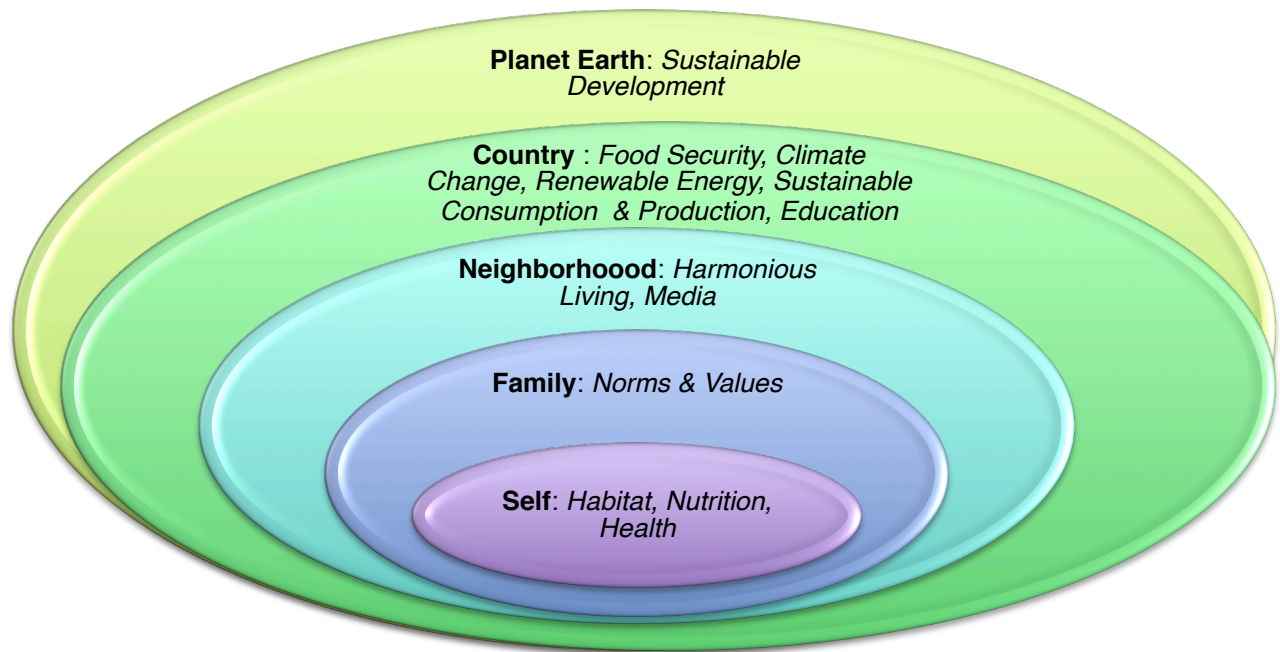 Planet Earth: Sustainable
Development
Country : Food Security, Climate
Change, Renewable Energy, Sustainable
Consumption & Production, Education
Neighborhoood: Harmonious
Living, Media
Family: Norms & Values
Self: Habitat, Nutrition,
Health